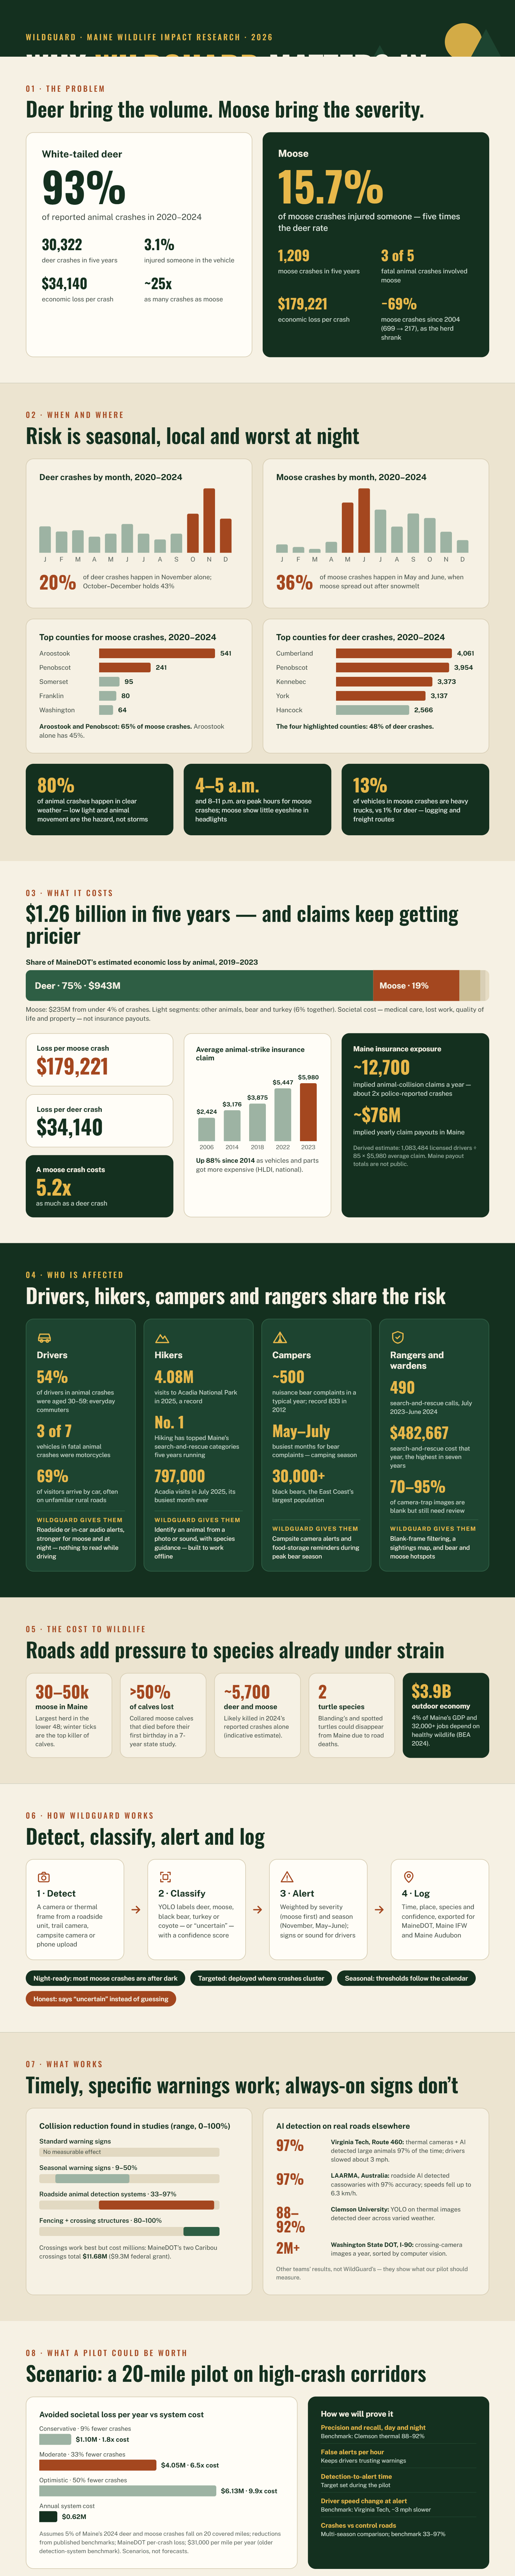 WILDGUARD · MAINE WILDLIFE IMPACT RESEARCH · 2026
01 · THE PROBLEM
Deer bring the volume. Moose bring the severity.
White-tailed deer
93%
of reported animal crashes in 2020–2024
30,322
deer crashes in five years
3.1%
injured someone in the vehicle
$34,140
economic loss per crash
~25x
as many crashes as moose
Moose
15.7%
of moose crashes injured someone — five times
the deer rate
1,209
moose crashes in five years
3 of 5
fatal animal crashes involved
moose
$179,221
economic loss per crash
−69%
moose crashes since 2004
(699 → 217), as the herd
shrank
02 · WHEN AND WHERE
Risk is seasonal, local and worst at night
Deer crashes by month, 2020–2024
J F M A M J J A S O N D
20%
of deer crashes happen in November alone;
October–December holds 43%
Moose crashes by month, 2020–2024
J F M A M J J A S O N D
36%
of moose crashes happen in May and June, when
moose spread out after snowmelt
Top counties for moose crashes, 2020–2024
Aroostook 541
Penobscot 241
Somerset 95
Franklin 80
Washington 64
Aroostook and Penobscot: 65% of moose crashes. Aroostook
alone has 45%.
Top counties for deer crashes, 2020–2024
Cumberland 4,061
Penobscot 3,954
Kennebec 3,373
York 3,137
Hancock 2,566
The four highlighted counties: 48% of deer crashes.
80%
of animal crashes happen in clear
weather — low light and animal
movement are the hazard, not storms
4–5 a.m.
and 8–11 p.m. are peak hours for moose
crashes; moose show little eyeshine in
headlights
13%
of vehicles in moose crashes are heavy
trucks, vs 1% for deer — logging and
freight routes
03 · WHAT IT COSTS
$1.26 billion in five years — and claims keep getting
pricier
Share of MaineDOT's estimated economic loss by animal, 2019–2023
Deer · 75% · $943M
Moose · 19%
Moose: $235M from under 4% of crashes. Light segments: other animals, bear and turkey (6% together). Societal cost — medical care, lost work, quality of
life and property — not insurance payouts.
Loss per moose crash
$179,221
Loss per deer crash
$34,140
A moose crash costs
5.2x
as much as a deer crash
Average animal-strike insurance
claim
$2,424 $3,176 $3,875 $5,447 $5,980
2006 2014 2018 2022 2023
Up 88% since 2014 as vehicles and parts
got more expensive (HLDI, national).
Maine insurance exposure
~12,700
implied animal-collision claims a year —
about 2x police-reported crashes
~$76M
implied yearly claim payouts in Maine
Derived estimate: 1,083,484 licensed drivers ÷
85 × $5,980 average claim. Maine payout
totals are not public.
04 · WHO IS AFFECTED
Drivers, hikers, campers and rangers share the risk
Drivers
54%
of drivers in animal crashes
were aged 30–59: everyday
commuters
3 of 7
vehicles in fatal animal
crashes were motorcycles
69%
of visitors arrive by car, often
on unfamiliar rural roads
WILDGUARD GIVES THEM
Roadside or in-car audio alerts,
stronger for moose and at
night — nothing to read while
driving
Hikers
4.08M
visits to Acadia National Park
in 2025, a record
No. 1
Hiking has topped Maine's
search-and-rescue categories
five years running
797,000
Acadia visits in July 2025, its
busiest month ever
WILDGUARD GIVES THEM
Identify an animal from a
photo or sound, with species
guidance — built to work
offline
Campers
~500
nuisance bear complaints in a
typical year; record 833 in
2012
May–July
busiest months for bear
complaints — camping season
30,000+
black bears, the East Coast's
largest population
WILDGUARD GIVES THEM
Campsite camera alerts and
food-storage reminders during
peak bear season
Rangers and
wardens
490
search-and-rescue calls, July
2023–June 2024
$482,667
search-and-rescue cost that
year, the highest in seven
years
70–95%
of camera-trap images are
blank but still need review
WILDGUARD GIVES THEM
Blank-frame filtering, a
sightings map, and bear and
moose hotspots
05 · THE COST TO WILDLIFE
Roads add pressure to species already under strain
30–50k
moose in Maine
Largest herd in the
lower 48; winter ticks
are the top killer of
calves.
>50%
of calves lost
Collared moose calves
that died before their
first birthday in a 7-
year state study.
~5,700
deer and moose
Likely killed in 2024's
reported crashes alone
(indicative estimate).
2
turtle species
Blanding's and spotted
turtles could disappear
from Maine due to road
deaths.
$3.9B
outdoor economy
4% of Maine's GDP and
32,000+ jobs depend on
healthy wildlife (BEA
2024).
06 · HOW WILDGUARD WORKS
Detect, classify, alert and log
1 · Detect
A camera or thermal
frame from a roadside
unit, trail camera,
campsite camera or
phone upload
2 · Classify
YOLO labels deer, moose,
black bear, turkey or
coyote — or "uncertain" —
with a confidence score
3 · Alert
Weighted by severity
(moose first) and season
(November, May–June);
signs or sound for drivers
4 · Log
Time, place, species and
confidence, exported for
MaineDOT, Maine IFW
and Maine Audubon
Night-ready: most moose crashes are after dark
Targeted: deployed where crashes cluster
Seasonal: thresholds follow the calendar
Honest: says "uncertain" instead of guessing
07 · WHAT WORKS
Timely, specific warnings work; always-on signs don't
Collision reduction found in studies (range, 0–100%)
Standard warning signs
No measurable effect
Seasonal warning signs · 9–50%
Roadside animal detection systems · 33–97%
Fencing + crossing structures · 80–100%
Crossings work best but cost millions: MaineDOT's two Caribou
crossings total $11.68M ($9.3M federal grant).
AI detection on real roads elsewhere
97%
Virginia Tech, Route 460: thermal cameras + AI
detected large animals 97% of the time; drivers
slowed about 3 mph.
97%
LAARMA, Australia: roadside AI detected
cassowaries with 97% accuracy; speeds fell up to
6.3 km/h.
88–
92%
Clemson University: YOLO on thermal images
detected deer across varied weather.
2M+
Washington State DOT, I-90: crossing-camera
images a year, sorted by computer vision.
Other teams' results, not WildGuard's — they show what our pilot should
measure.
08 · WHAT A PILOT COULD BE WORTH
Scenario: a 20-mile pilot on high-crash corridors
Avoided societal loss per year vs system cost
Conservative · 9% fewer crashes
$1.10M · 1.8x cost
Moderate · 33% fewer crashes
$4.05M · 6.5x cost
Optimistic · 50% fewer crashes
$6.13M · 9.9x cost
Annual system cost
$0.62M
Assumes 5% of Maine's 2024 deer and moose crashes fall on 20 covered miles; reductions
from published benchmarks; MaineDOT per-crash loss; $31,000 per mile per year (older
detection-system benchmark). Scenarios, not forecasts.
How we will prove it
Precision and recall, day and night
Benchmark: Clemson thermal 88–92%
False alerts per hour
Keeps drivers trusting warnings
Detection-to-alert time
Target set during the pilot
Driver speed change at alert
Benchmark: Virginia Tech, ~3 mph slower
Crashes vs control roads
Multi-season comparison; benchmark 33–97%